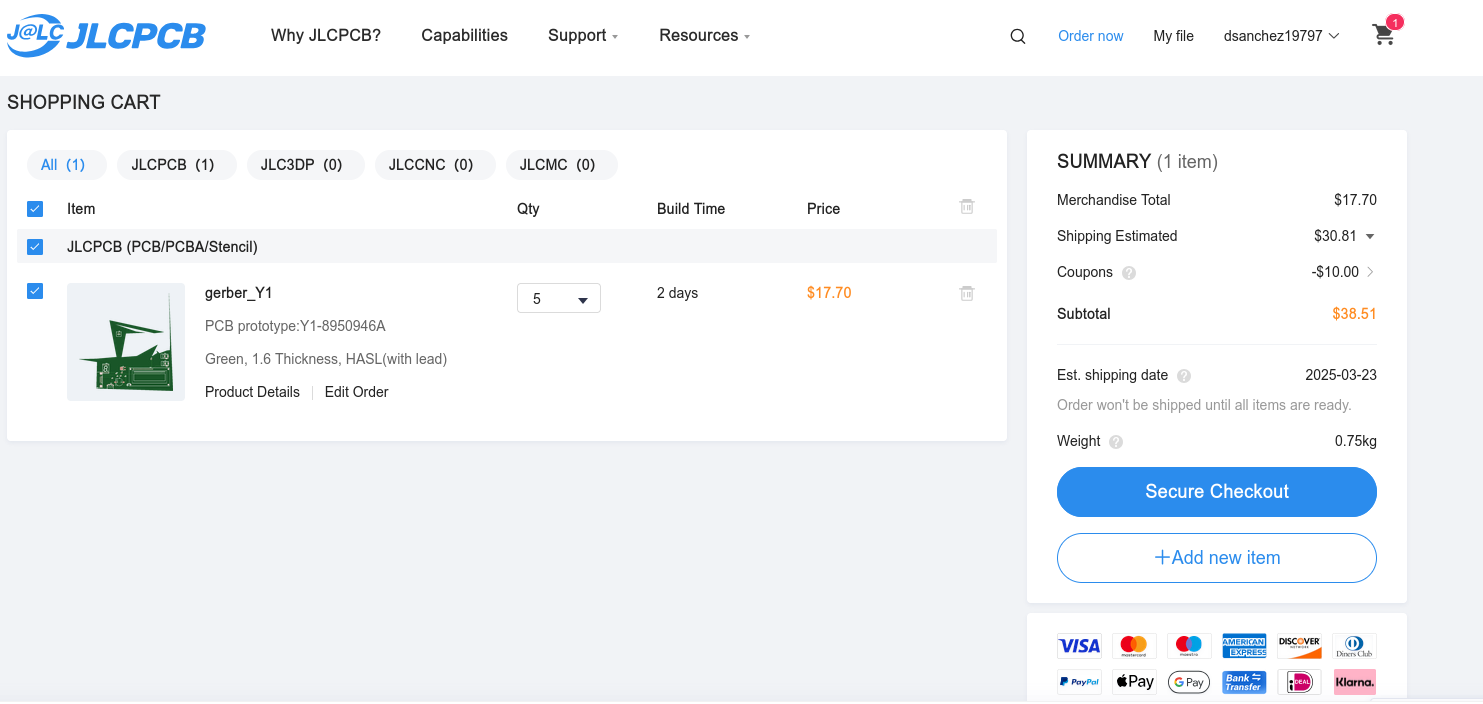 J@LC JLCPCB
Why JLCPCB? Capabilities Support Resources
Order now My file dsanchez19797 1
SHOPPING CART
All (1) JLCPCB (1) JLC3DP (0) JLCCNC (0) JLCMC (0)
Item Qty Build Time Price
JLCPCB (PCB/PCBA/Stencil)
gerber_Y1 5 2 days $17.70
PCB prototype:Y1-8950946A
Green, 1.6 Thickness, HASL(with lead)
Product Details Edit Order
SUMMARY (1 item)
Merchandise Total $17.70
Shipping Estimated $30.81
Coupons ? -$10.00
Subtotal $38.51
Est. shipping date ? 2025-03-23
Order won't be shipped until all items are ready.
Weight ? 0.75kg
Secure Checkout
+Add new item
VISA mastercard maestro AMERICAN EXPRESS DISCOVER NETWORK Diners Club
PayPal Pay G Pay Bank Transfer iDEAL Klarna.